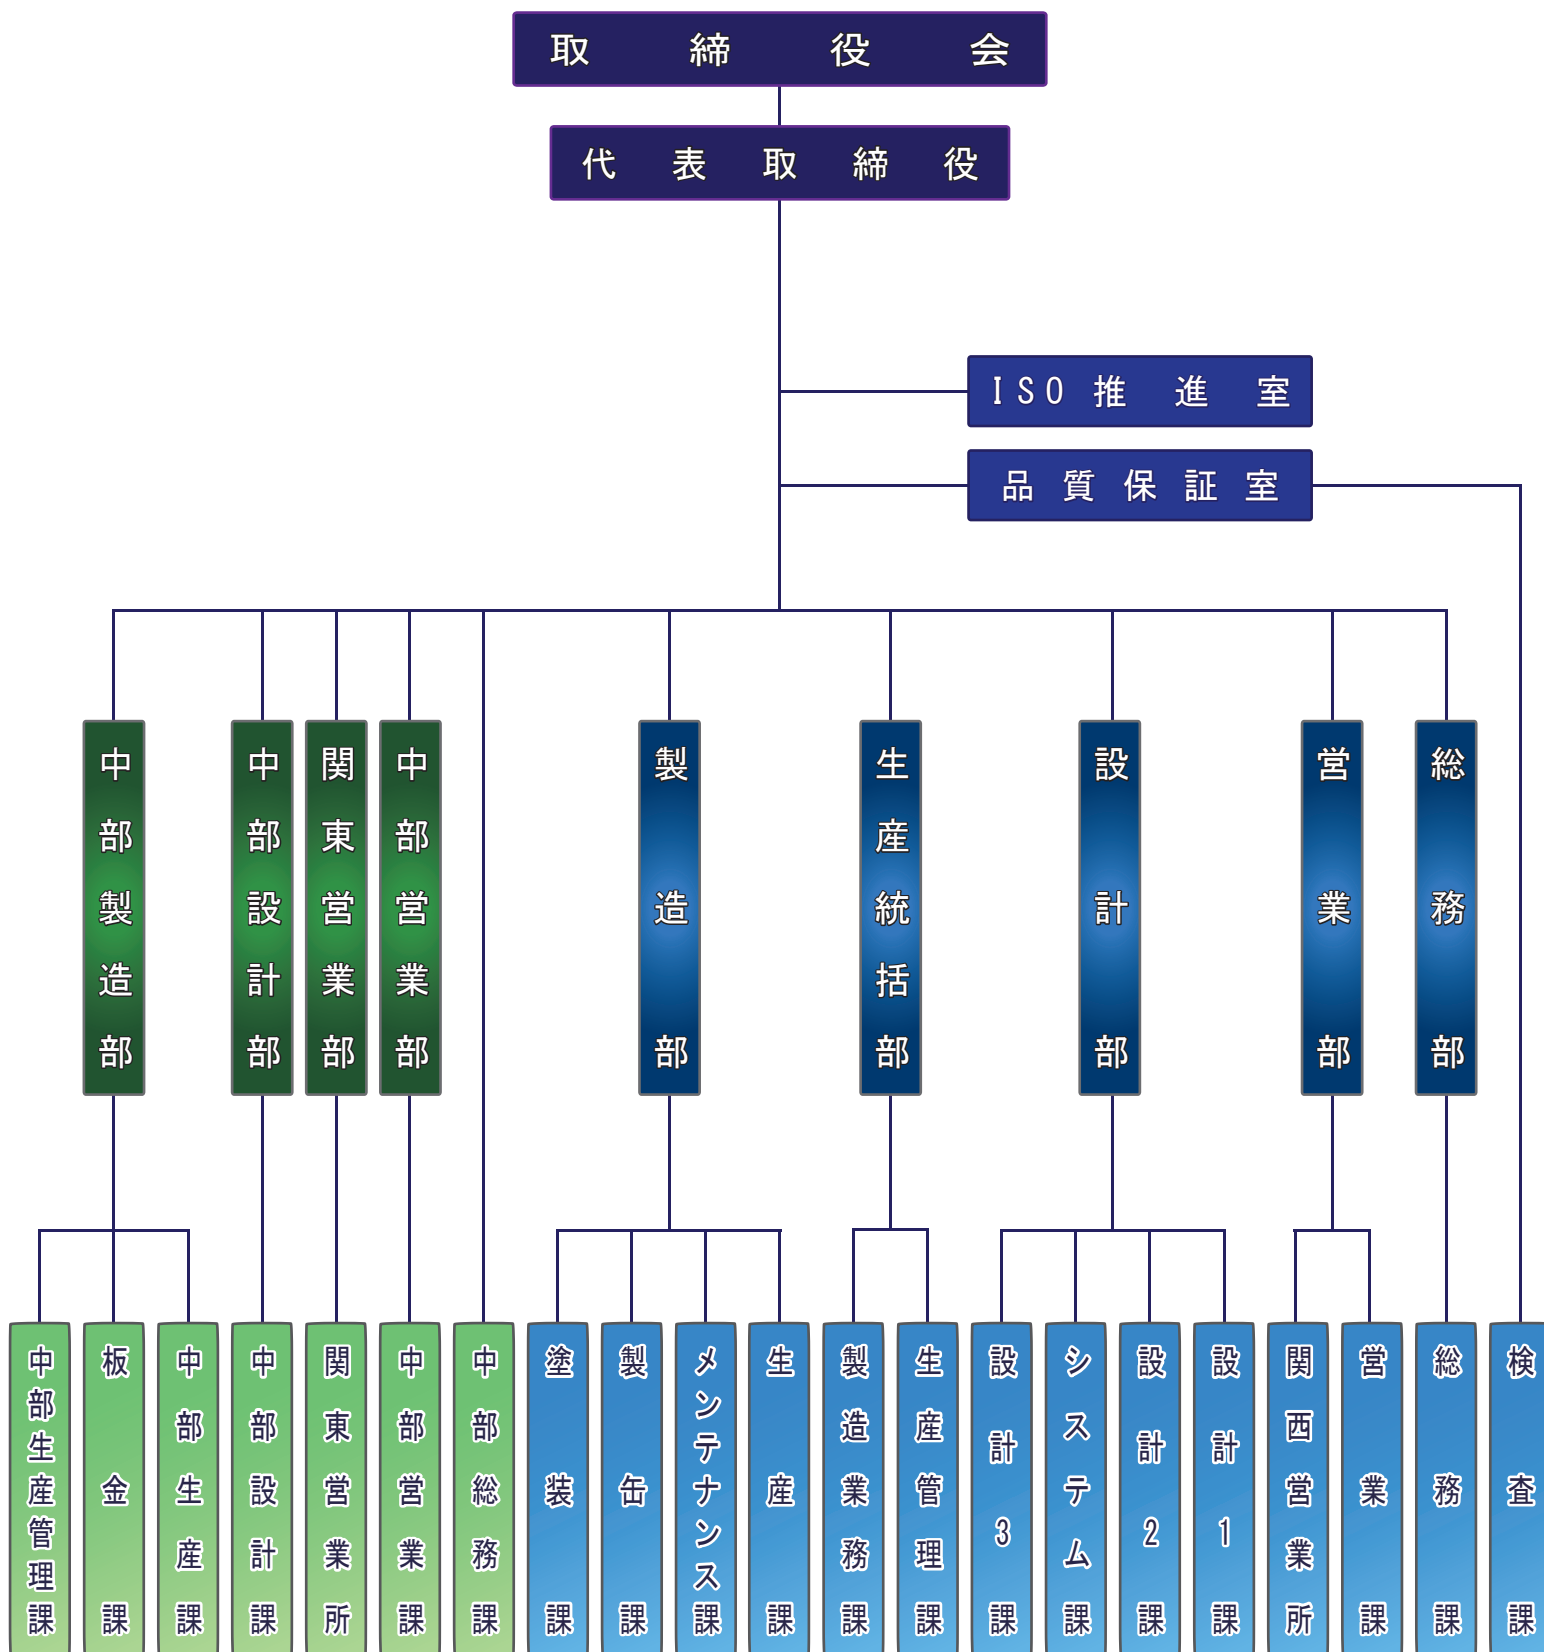 取締役会
代表取締役
ISO推進室
品質保証室
中部製造部
中部設計部
関東営業部
中部営業部
製造部
生産統括部
設計部
営業部
総務部
中部生産管理課
板金課
中部生産課
中部設計課
関東営業所
中部営業課
中部総務課
塗装課
製缶課
メンテナンス課
生産課
製造業務課
生産管理課
設計3課
システム課
設計2課
設計1課
関西営業所
営業課
総務課
検査課